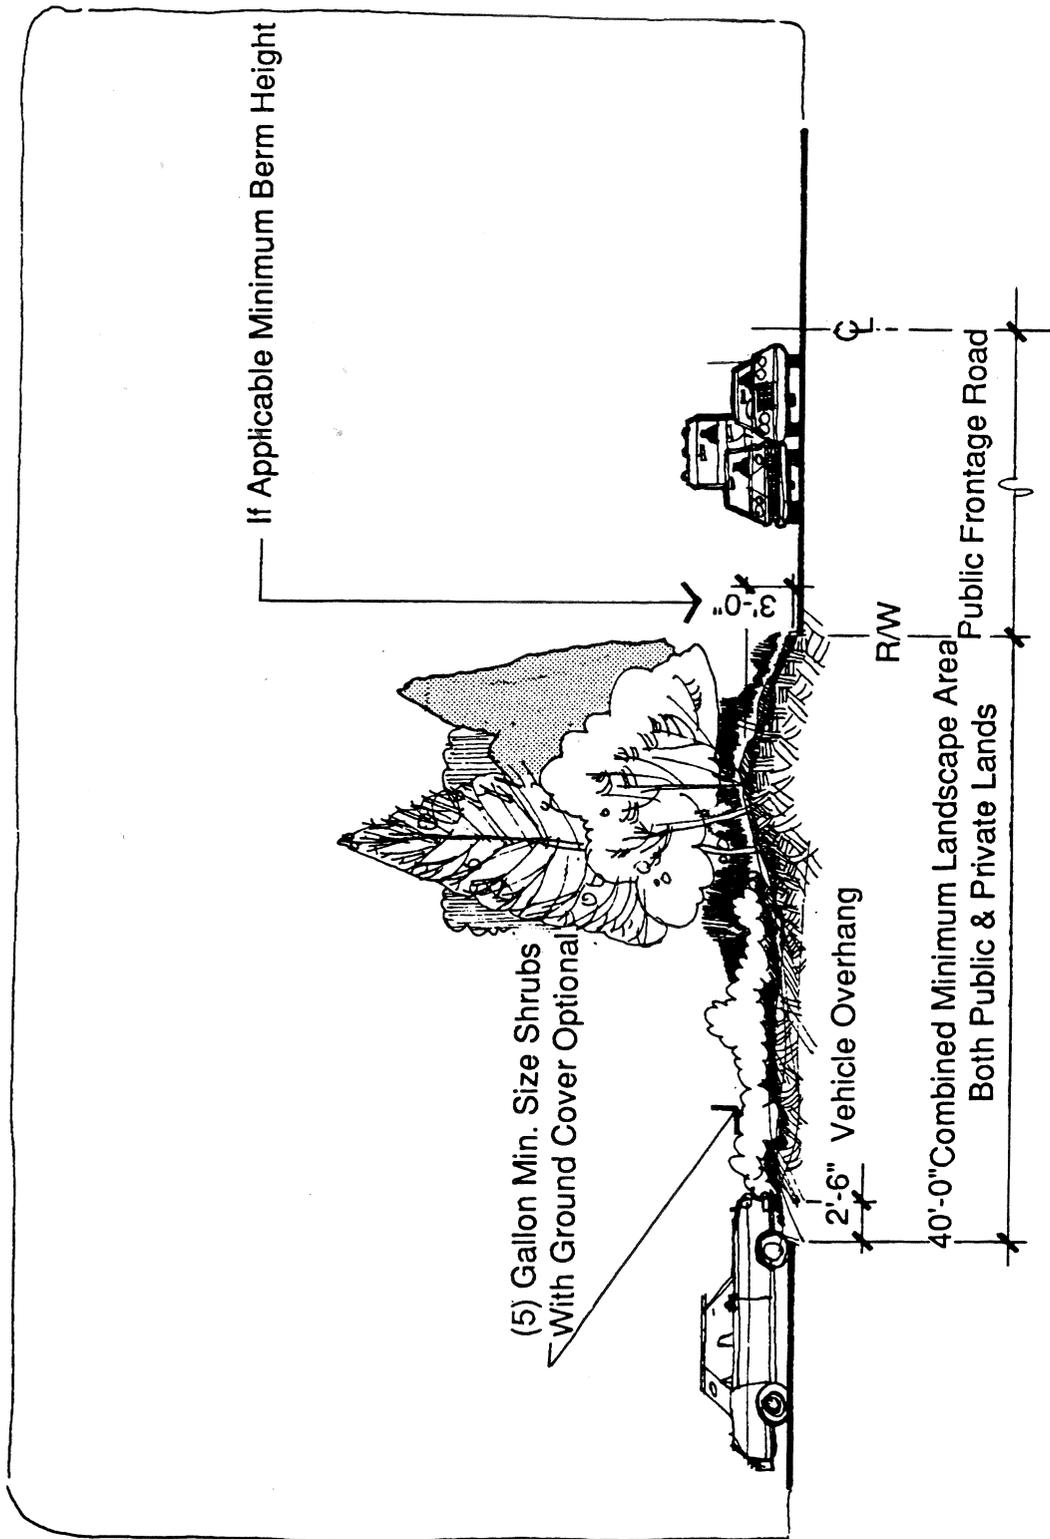 If Applicable Minimum Berm Height
(5) Gallon Min. Size Shrubs
With Ground Cover Optional
3'-0"
CL
R/W
2'-6" Vehicle Overhang
40'-0"Combined Minimum Landscape Area
Both Public & Private Lands
Public Frontage Road